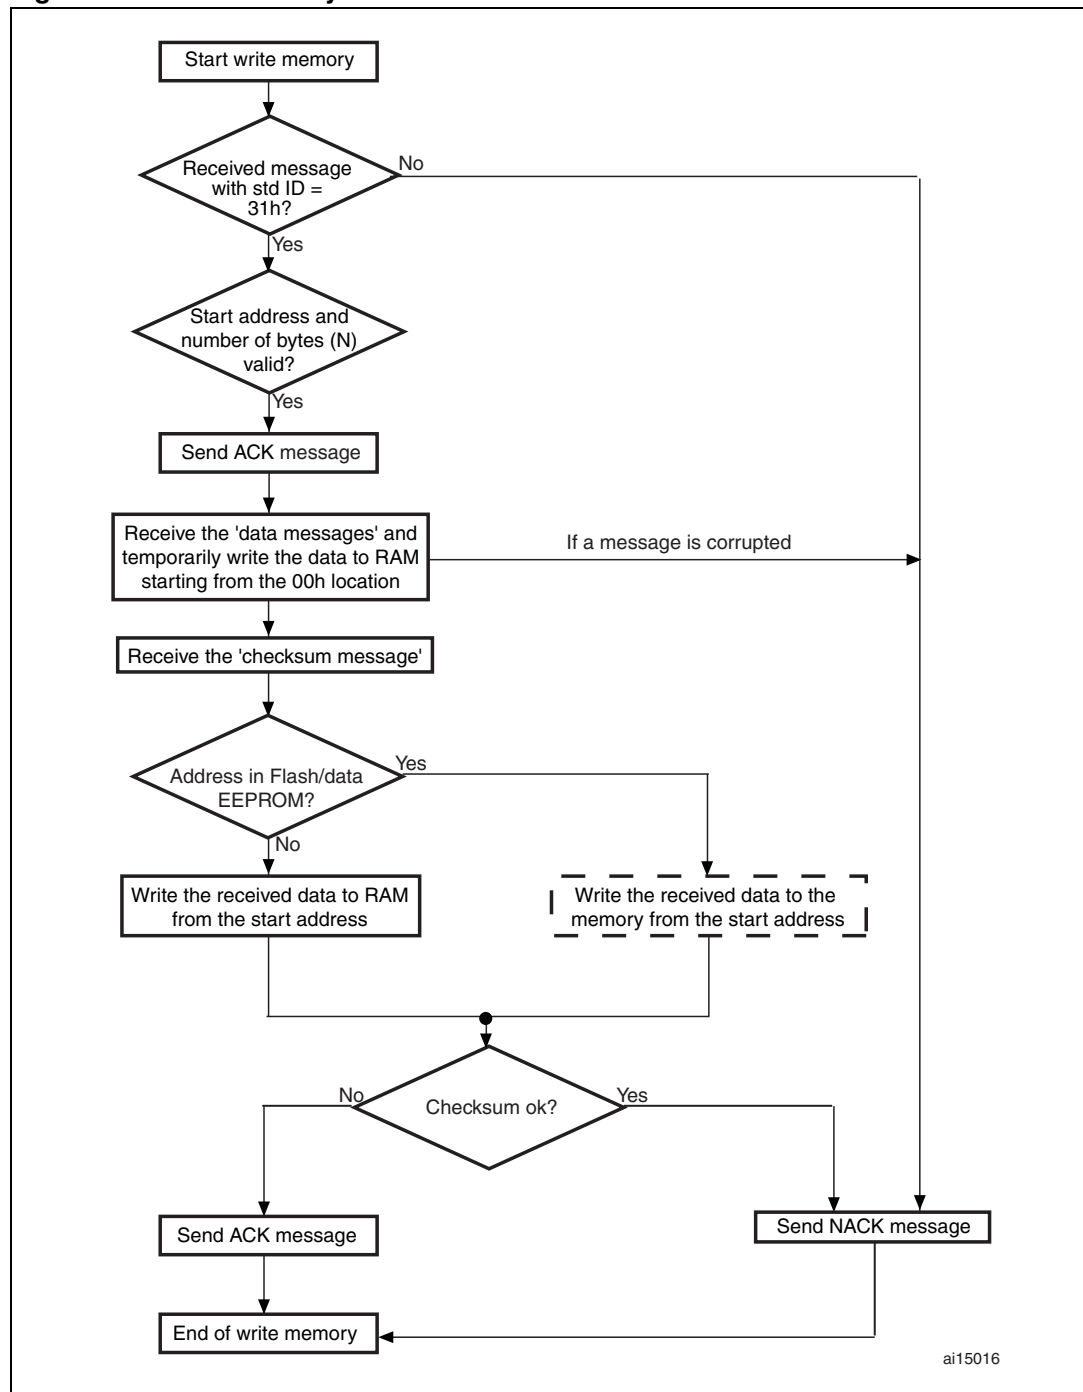 Start write memory
Received message
with std ID =
31h?
No
Yes
Start address and
number of bytes (N)
valid?
Yes
Send ACK message
Receive the 'data messages' and
temporarily write the data to RAM
starting from the 00h location
If a message is corrupted
Receive the 'checksum message'
Address in Flash/data
EEPROM?
Yes
No
Write the received data to RAM
from the start address
Write the received data to the
memory from the start address
No
Checksum ok?
Yes
Send ACK message
Send NACK message
End of write memory
ai15016